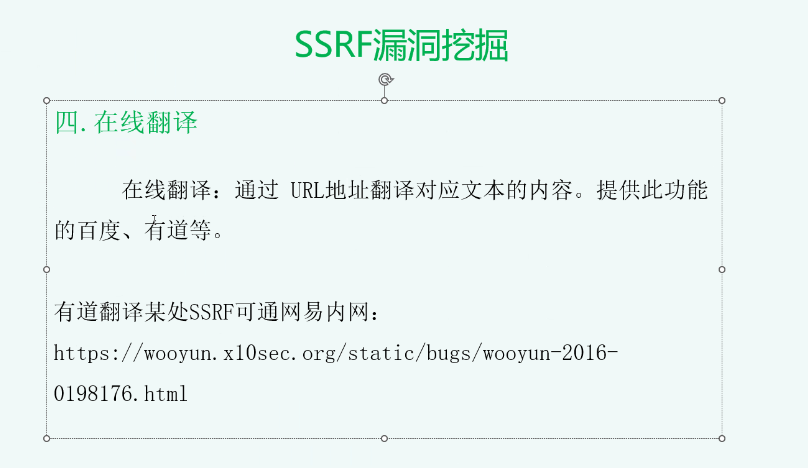 SSRF漏洞挖掘
四.在线翻译
在线翻译：通过 URL地址翻译对应文本的内容。提供此功能
的百度、有道等。
有道翻译某处SSRF可通网易内网：
https://wooyun.x10sec.org/static/bugs/wooyun-2016-
0198176.html